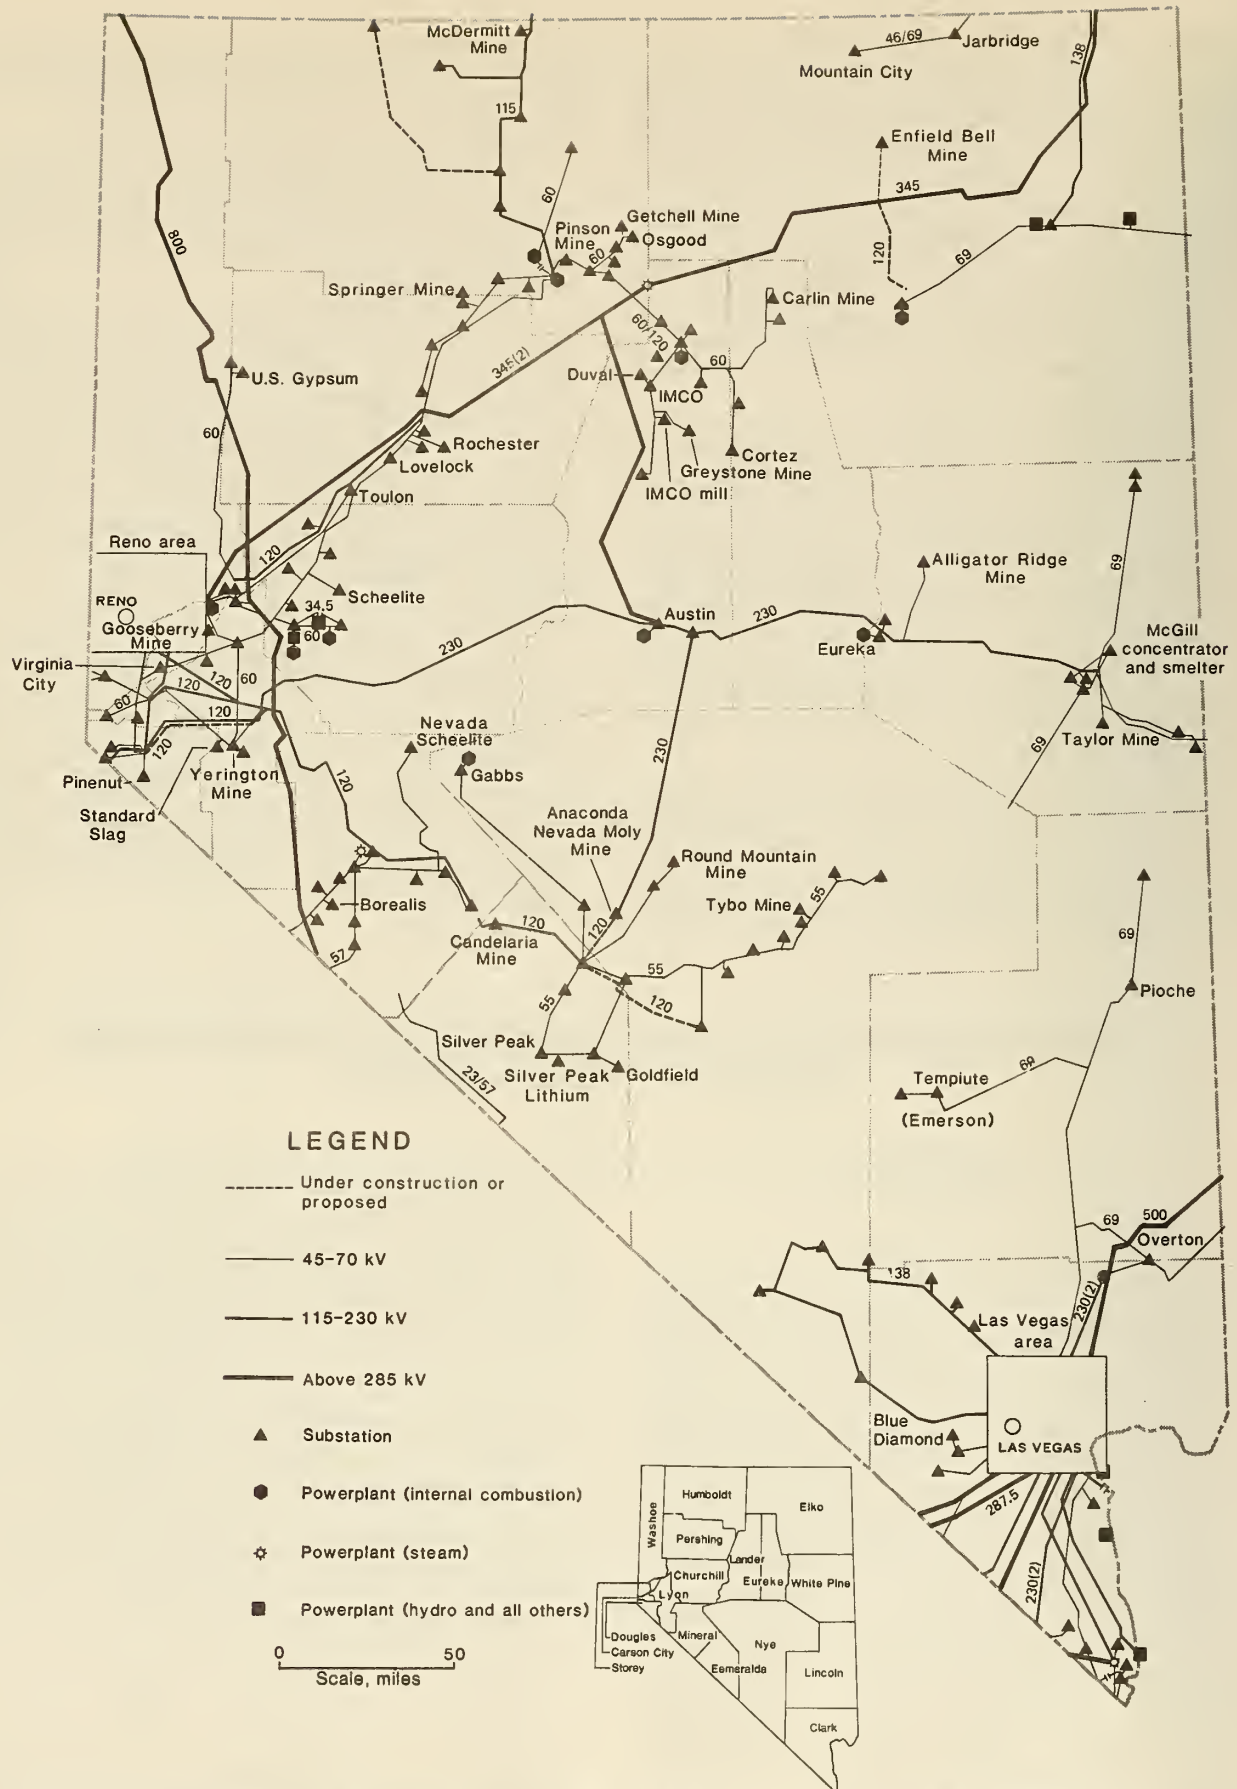 McDermitt
Mine
46/69
Jarbridge
Mountain City
138
115
Enfield Bell
Mine
345
60
800
Getchell Mine
Pinson
Mine
Osgood
60
120
69
Springer Mine
Carlin Mine
60/120
345(2)
60
Duval
U.S. Gypsum
IMCO
60
Rochester
Lovelock
Cortez
Greystone Mine
IMCO mill
Toulon
Reno area
120
69
Alligator Ridge
Mine
RENO
34.5
Scheelite
Austin
230
60
Gooseberry
Mine
Eureka
McGill
concentrator
and smelter
Virginia
City
230
120
60
120
60
120
Nevada
Scheelite
230
69
Taylor Mine
120
Pinenut
Yerington
Mine
Gabbs
120
Standard
Slag
Anaconda
Nevada Moly
Mine
Round Mountain
Mine
55
Tybo Mine
Borealis
69
120
120
Candelaria
Mine
57
55
55
120
Pioche
Silver Peak
Silver Peak
Lithium
Goldfield
23/57
69
Tempiute
(Emerson)
LEGEND
Under construction or
proposed
69
500
Overton
45-70 kV
138
230(2)
115-230 kV
Las Vegas
area
Above 285 kV
Blue
Diamond
Substation
LAS VEGAS
Powerplant (internal combustion)
287.5
Powerplant (steam)
230(2)
Powerplant (hydro and all others)
0
50
Scale, miles
Washoe
Humboldt
Elko
Pershing
Lander
Churchill
Eureka
White Pine
Lyon
Dougles
Carson City
Storey
Mineral
Nye
Esmeralda
Lincoln
Clark